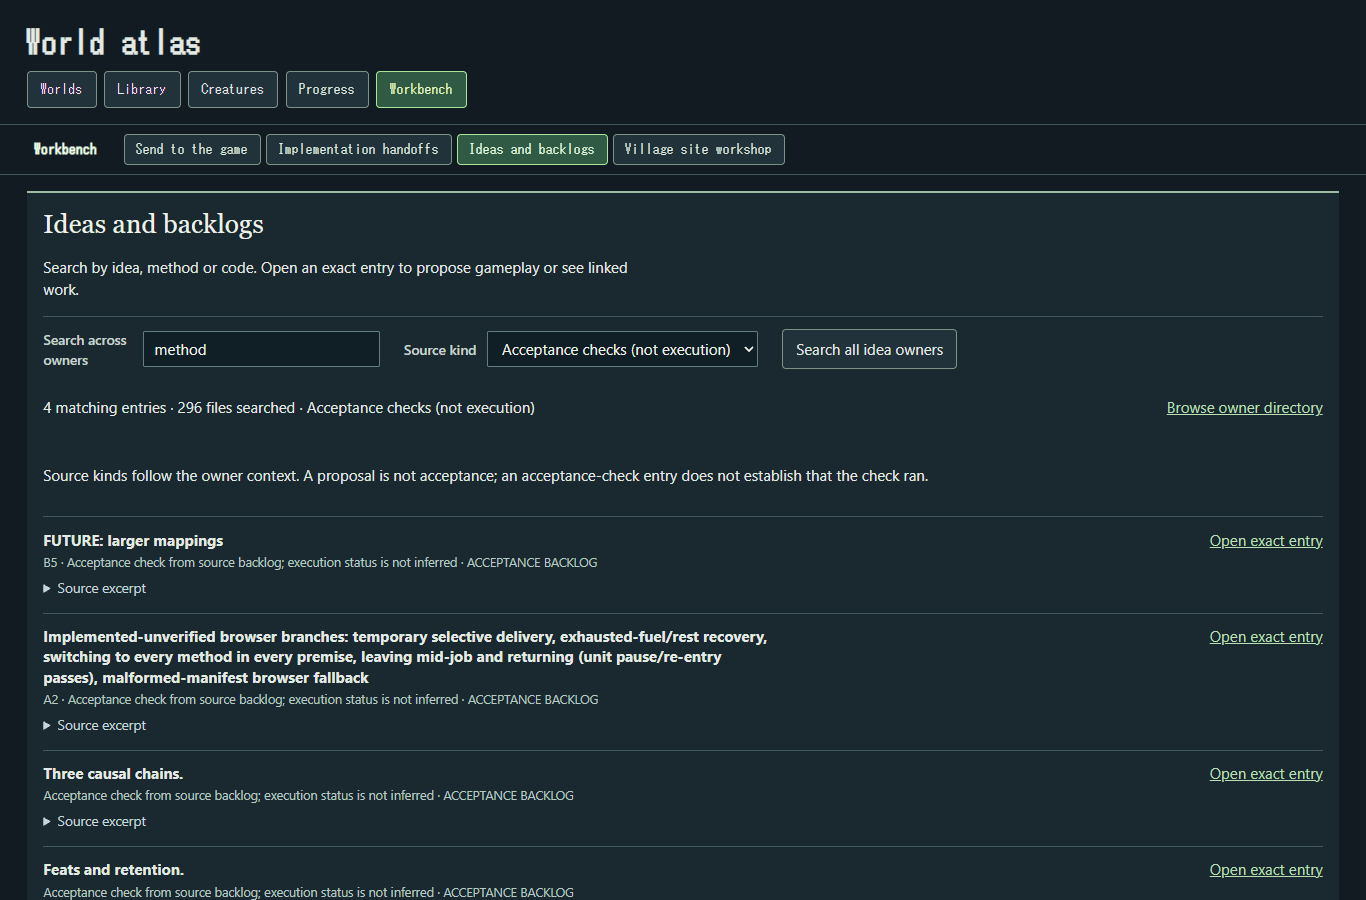 World atlas
Worlds
Library
Creatures
Progress
Workbench
Workbench
Send to the game
Implementation handoffs
Ideas and backlogs
Village site workshop
Ideas and backlogs
Search by idea, method or code. Open an exact entry to propose gameplay or see linked
work.
Search across
owners
method
Source kind
Acceptance checks (not execution)
Search all idea owners
4 matching entries · 296 files searched · Acceptance checks (not execution)
Browse owner directory
Source kinds follow the owner context. A proposal is not acceptance; an acceptance-check entry does not establish that the check ran.
FUTURE: larger mappings
Open exact entry
B5 · Acceptance check from source backlog; execution status is not inferred · ACCEPTANCE BACKLOG
Source excerpt
Implemented-unverified browser branches: temporary selective delivery, exhausted-fuel/rest recovery,
Open exact entry
switching to every method in every premise, leaving mid-job and returning (unit pause/re-entry
passes), malformed-manifest browser fallback
A2 · Acceptance check from source backlog; execution status is not inferred · ACCEPTANCE BACKLOG
Source excerpt
Three causal chains.
Open exact entry
Acceptance check from source backlog; execution status is not inferred · ACCEPTANCE BACKLOG
Source excerpt
Feats and retention.
Open exact entry
Acceptance check from source backlog; execution status is not inferred · ACCEPTANCE BACKLOG